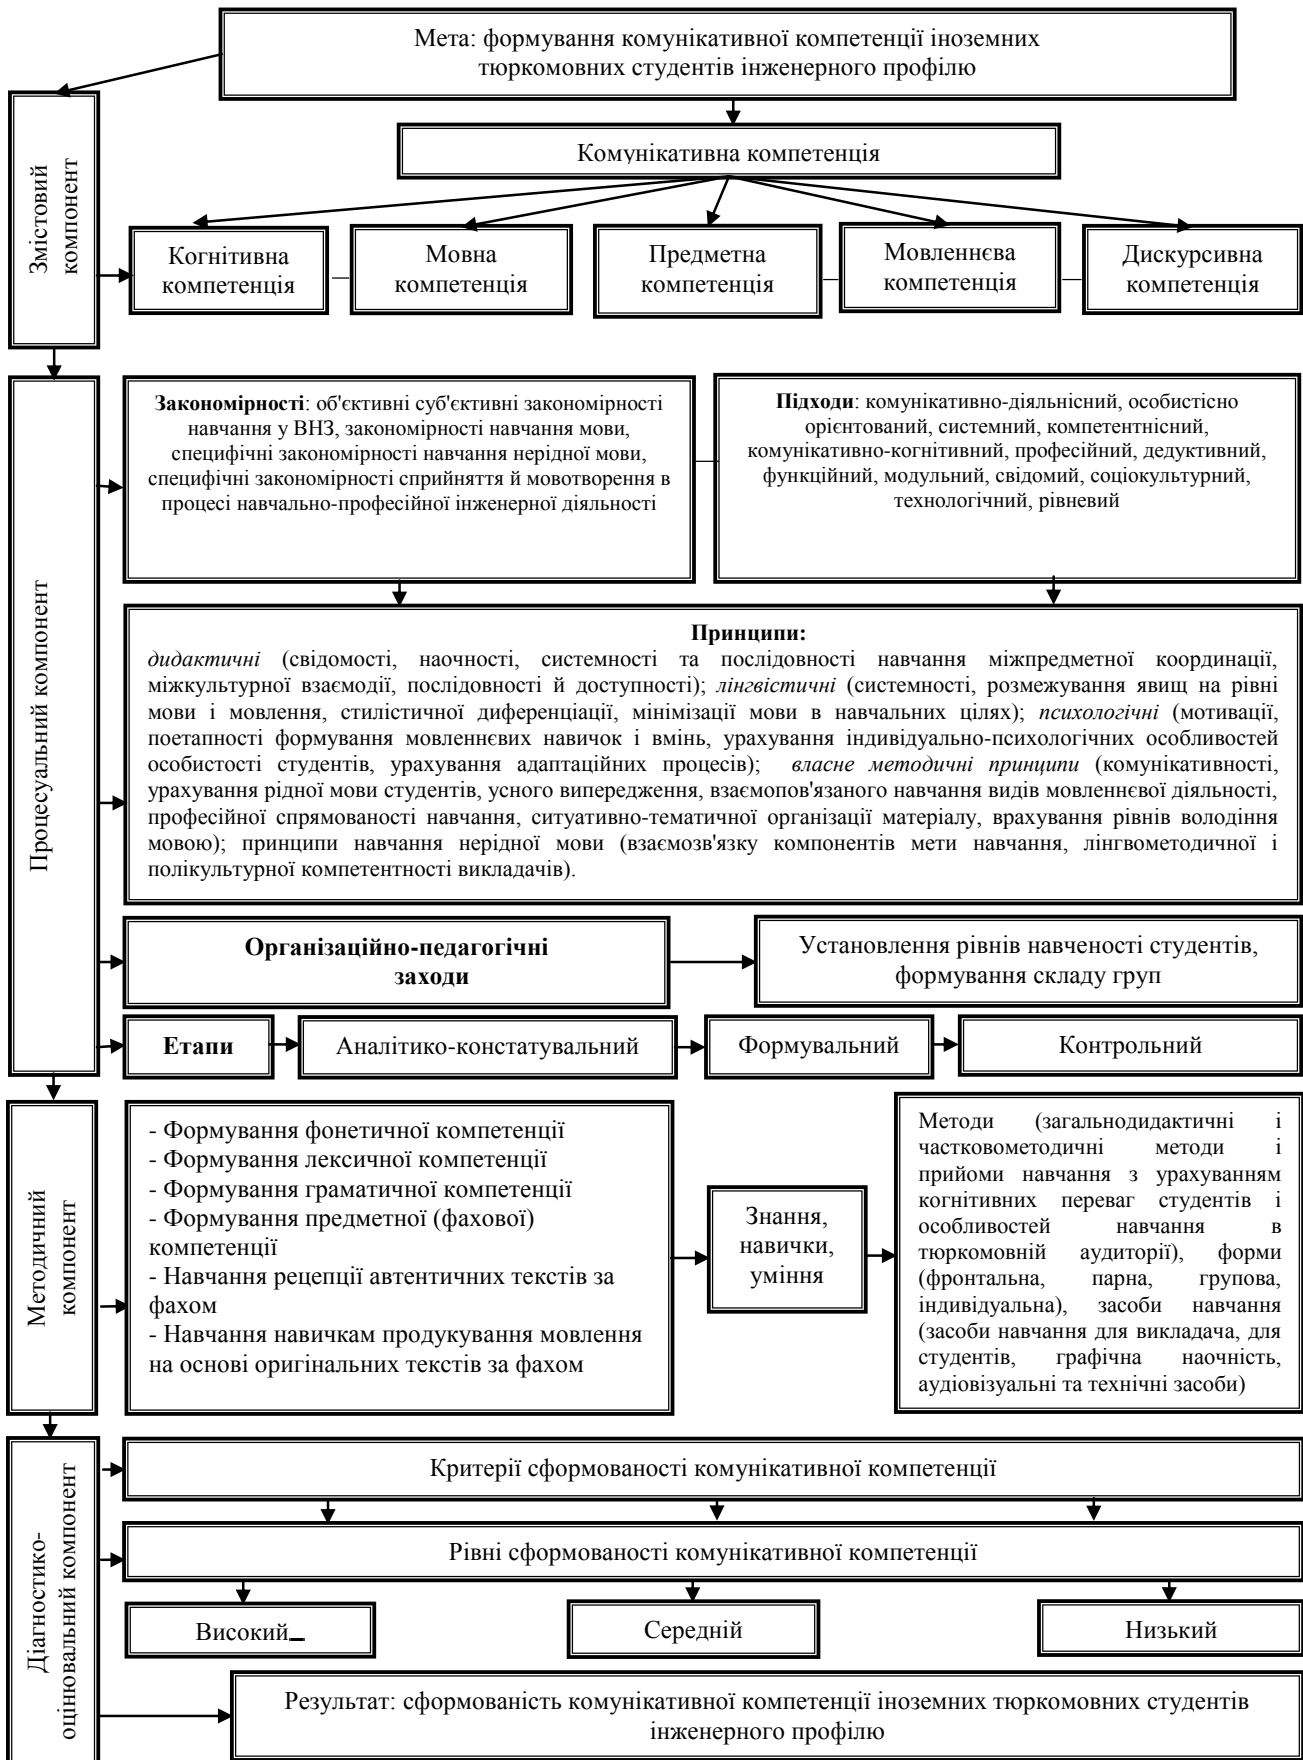 Мета: формування комунікативної компетенції іноземних
тюркомовних студентів інженерного профілю
Комунікативна компетенція
Змістовий
компонент
Когнітивна
компетенція
Мовна
компетенція
Предметна
компетенція
Мовленнєва
компетенція
Дискурсивна
компетенція
Процесуальний компонент
Закономірності: об'єктивні суб'єктивні закономірності
навчання у ВНЗ, закономірності навчання мови,
специфічні закономірності навчання нерідної мови,
специфічні закономірності сприйняття й мовотворення в
процесі навчально-професійної інженерної діяльності
Підходи: комунікативно-діяльнісний, особистісно
орієнтований, системний, компетентнісний,
комунікативно-когнітивний, професійний, дедуктивний,
функційний, модульний, свідомий, соціокультурний,
технологічний, рівневий
Принципи:
дидактичні (свідомості, наочності, системності та послідовності навчання міжпредметної координації,
міжкультурної взаємодії, послідовності й доступності); лінгвістичні (системності, розмежування явищ на рівні
мови і мовлення, стилістичної диференціації, мінімізації мови в навчальних цілях); психологічні (мотивації,
поетапності формування мовленнєвих навичок і вмінь, урахування індивідуально-психологічних особливостей
особистості студентів, урахування адаптаційних процесів); власне методичні принципи (комунікативності,
урахування рідної мови студентів, усного випередження, взаємопов'язаного навчання видів мовленнєвої діяльності,
професійної спрямованості навчання, ситуативно-тематичної організації матеріалу, врахування рівнів володіння
мовою); принципи навчання нерідної мови (взаємозв'язку компонентів мети навчання, лінгвометодичної і
полікультурної компетентності викладачів).
Організаційно-педагогічні
заходи
Установлення рівнів навченості студентів,
формування складу груп
Етапи
Аналітико-констатувальний
Формувальний
Контрольний
Методичний
компонент
- Формування фонетичної компетенції
- Формування лексичної компетенції
- Формування граматичної компетенції
- Формування предметної (фахової)
компетенції
- Навчання рецепції автентичних текстів за
фахом
- Навчання навичкам продукування мовлення
на основі оригінальних текстів за фахом
Знання,
навички,
уміння
Методи (загальнодидактичні і
частковометодичні методи і
прийоми навчання з урахуванням
когнітивних переваг студентів і
особливостей навчання в
тюркомовній аудиторії), форми
(фронтальна, парна, групова,
індивідуальна), засоби навчання
(засоби навчання для викладача, для
студентів, графічна наочність,
аудіовізуальні та технічні засоби)
Діагностико-
оцінювальний компонент
Критерії сформованості комунікативної компетенції
Рівні сформованості комунікативної компетенції
Високий
Середній
Низький
Результат: сформованість комунікативної компетенції іноземних тюркомовних студентів
інженерного профілю